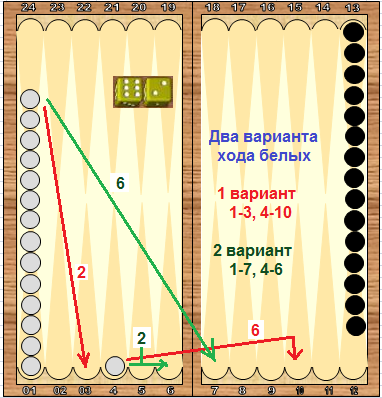 24 23 22 21 20 19 18 17 16 15 14 13
Два варианта
хода белых
6
1 вариант
1-3, 4-10
2 вариант
1-7, 4-6
2
2
6
01 02 03 04 5 6 7 8 9 10 11 12